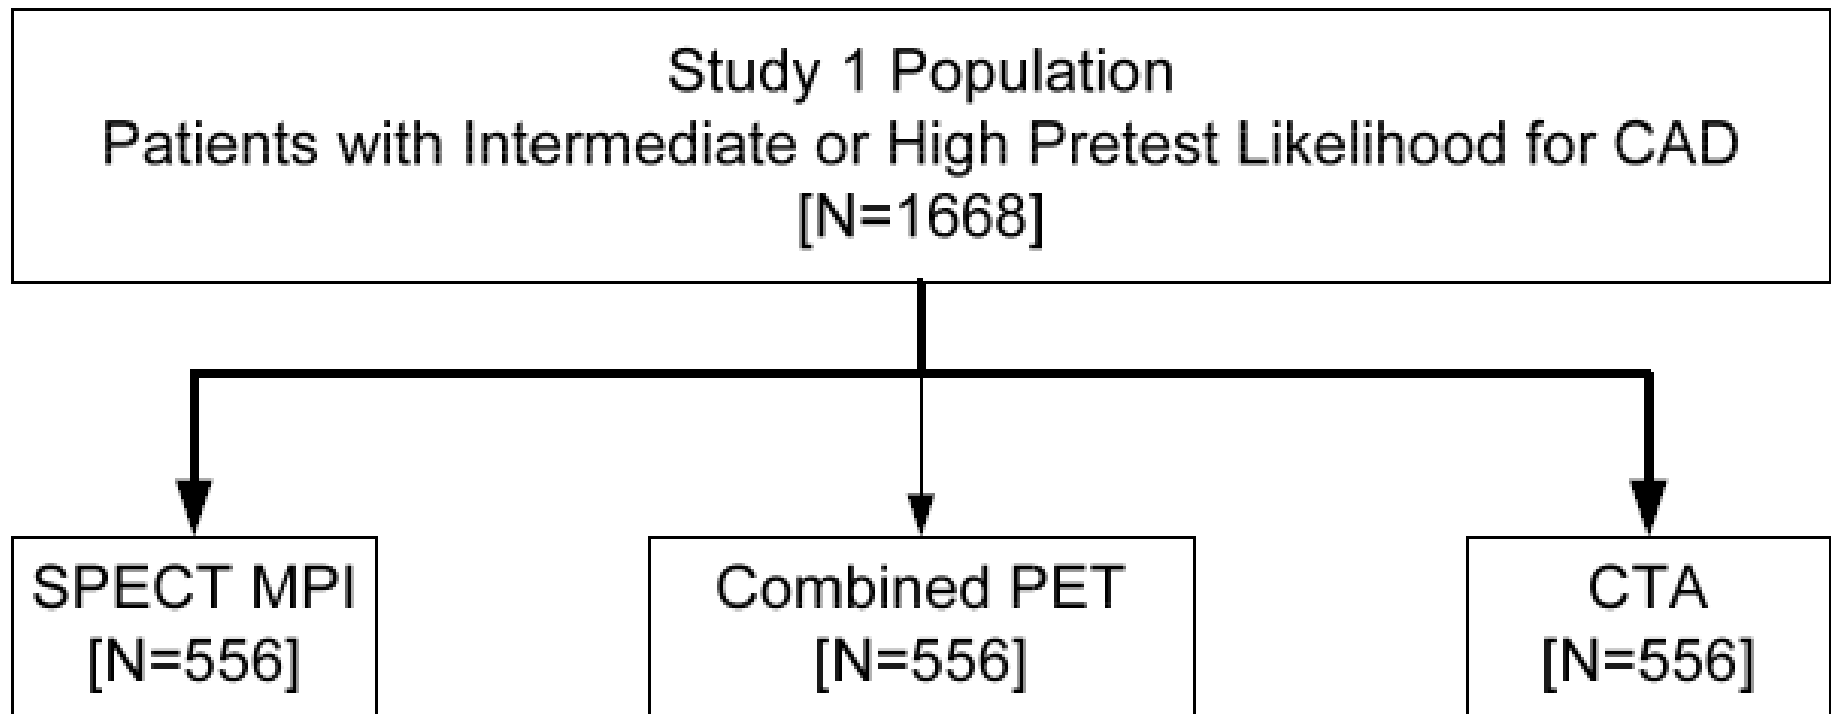 Study 1 Population
Patients with Intermediate or High Pretest Likelihood for CAD
[N=1668]
SPECT MPI
[N=556]
Combined PET
[N=556]
CTA
[N=556]